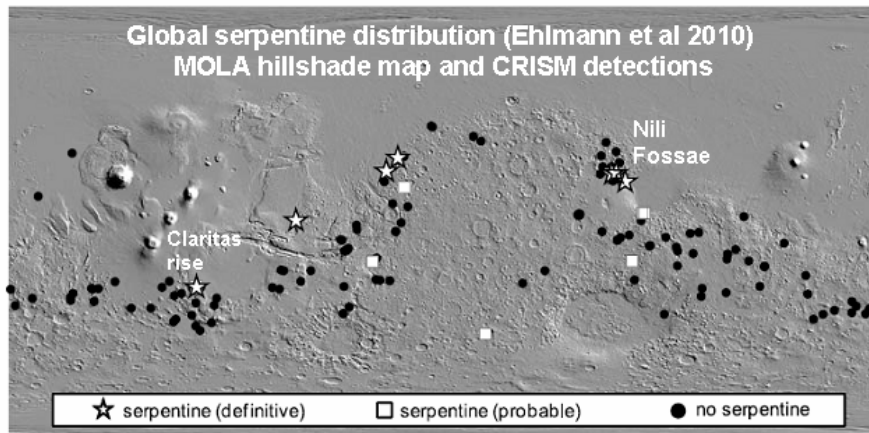 Global serpentine distribution (Ehlmann et al 2010)
MOLA hillshade map and CRISM detections
Nili
Fossae
Claritas
rise
serpentine (definitive) serpentine (probable) no serpentine